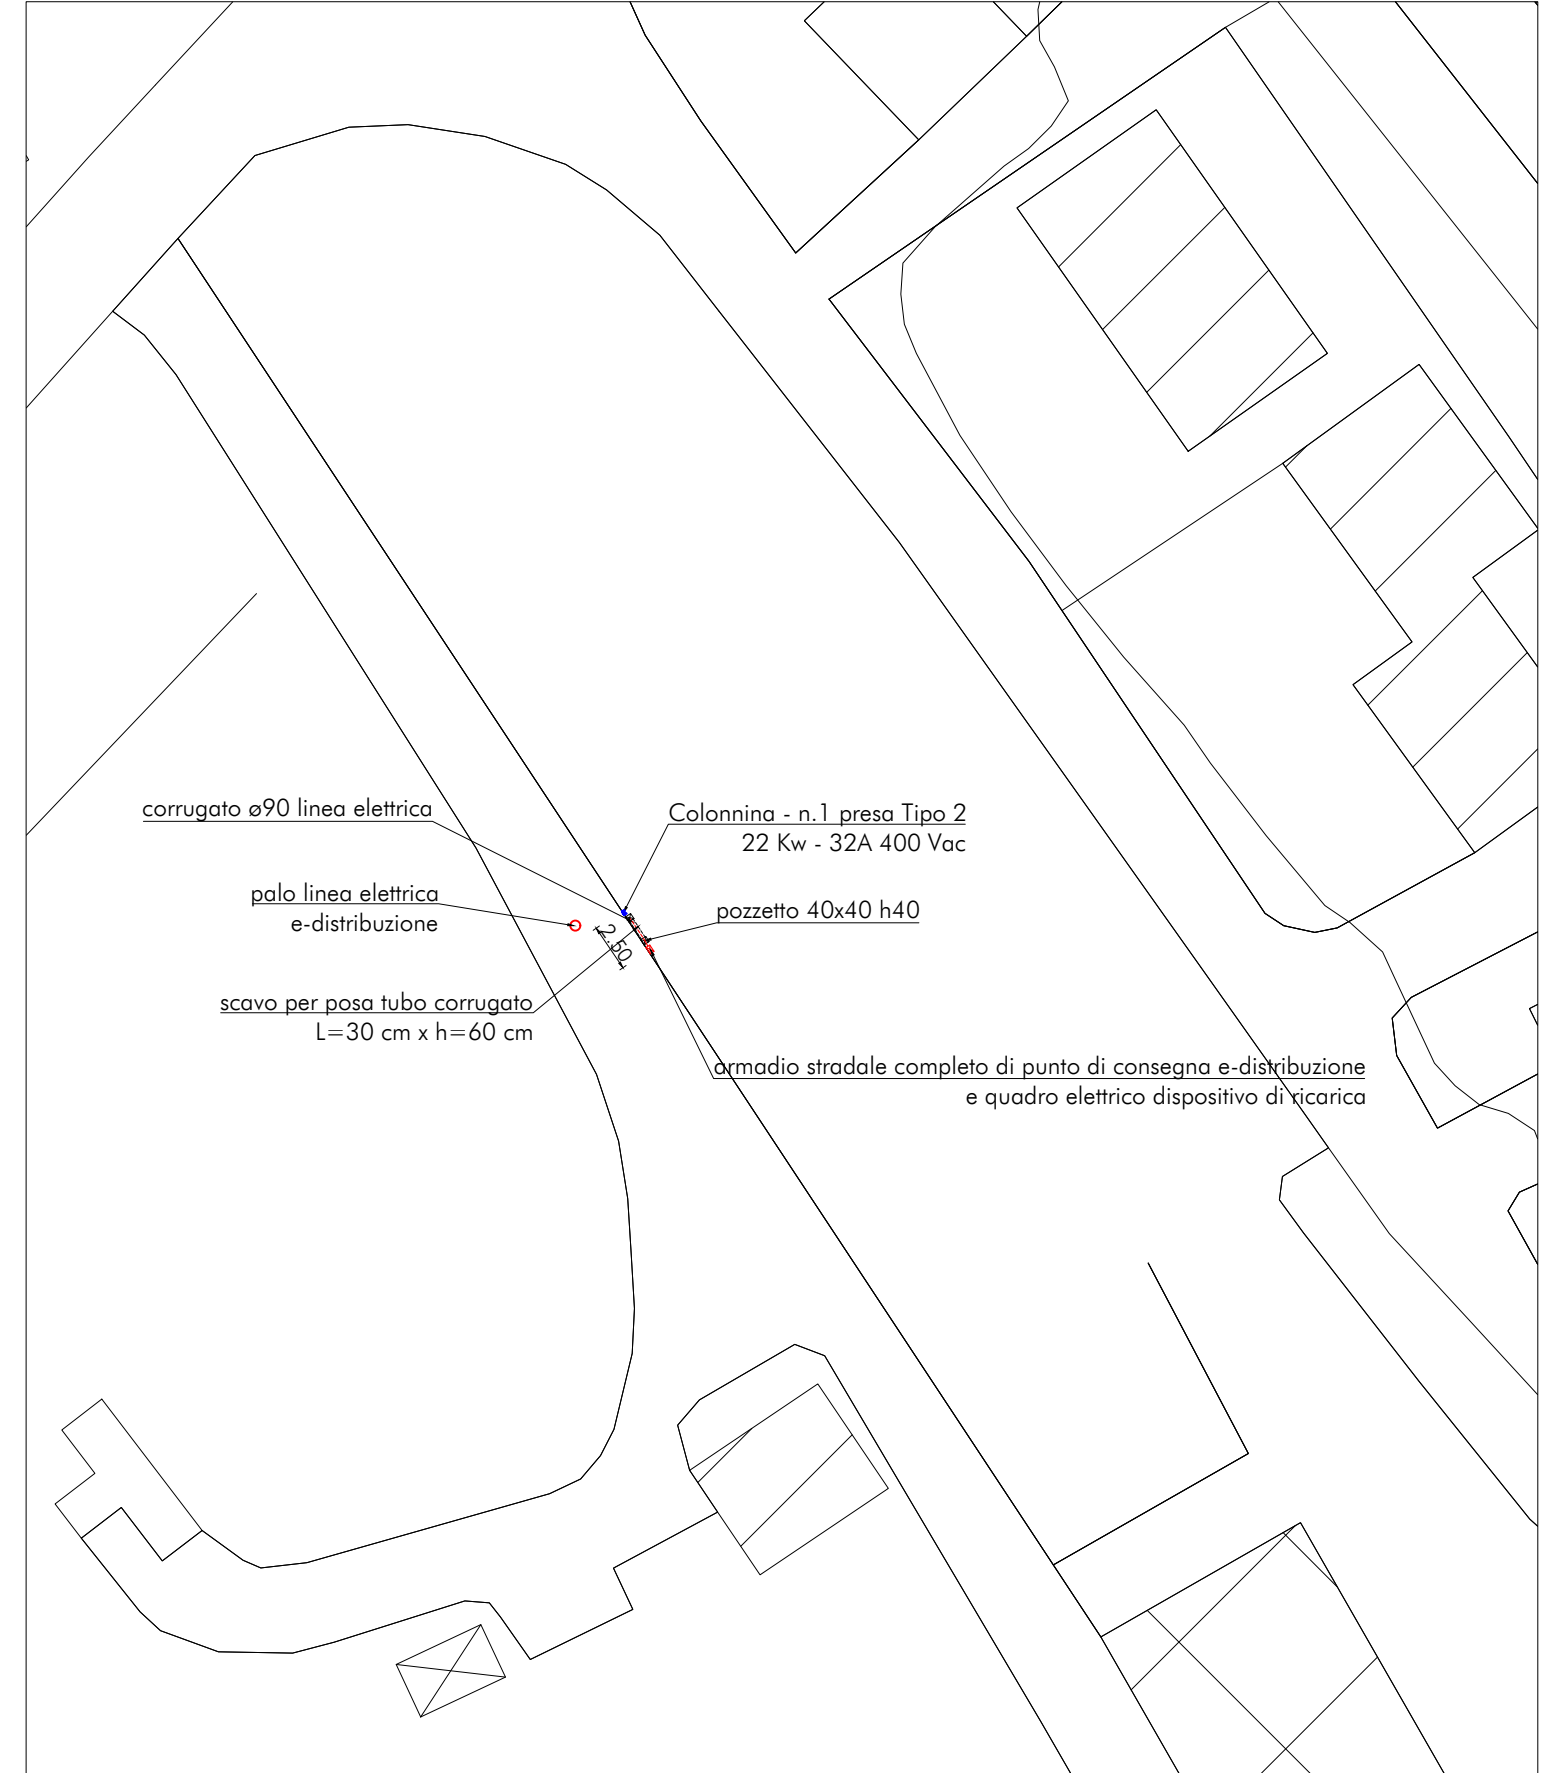 corrugato ø90 linea elettrica
Colonnina - n.1 presa Tipo 2
22 Kw - 32A 400 Vac
palo linea elettrica
e-distribuzione
pozzetto 40x40 h40
2.50
scavo per posa tubo corrugato
L=30 cm x h=60 cm
armadio stradale completo di punto di consegna e-distribuzione
e quadro elettrico dispositivo di ricarica